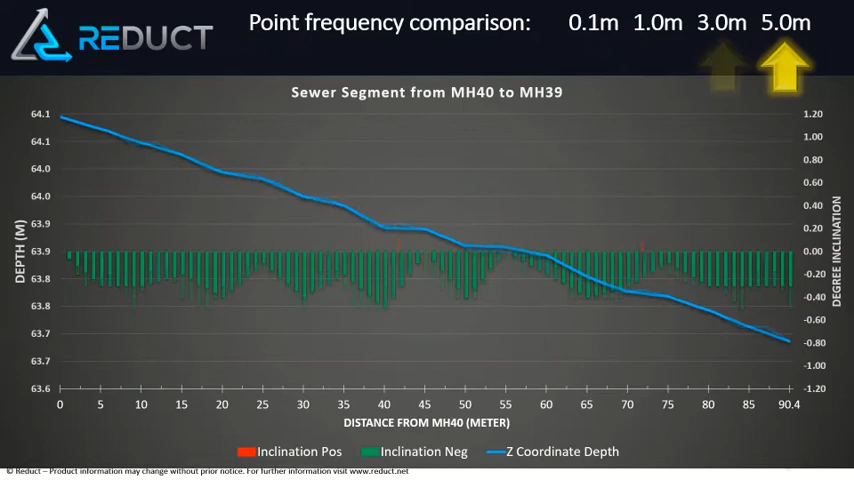 REDUCT
Point frequency comparison: 0.1m 1.0m 3.0m 5.0m
Sewer Segment from MH40 to MH39
64.1 1.20
64.1 1.00
0.80
64.0 0.60
64.0 0.40
63.9 0.20
63.9 0.00
63.8 -0.20
-0.40
63.8 -0.60
63.7 -0.80
63.7 -1.00
63.6 -1.20
DEPTH (M)
DEGREE INCLINATION
0 5 10 15 20 25 30 35 40 45 50 55 60 65 70 75 80 85 90.4
DISTANCE FROM MH40 (METER)
Inclination Pos Inclination Neg Z Coordinate Depth
© Reduct – Product information may change without prior notice. For further information visit www.reduct.net